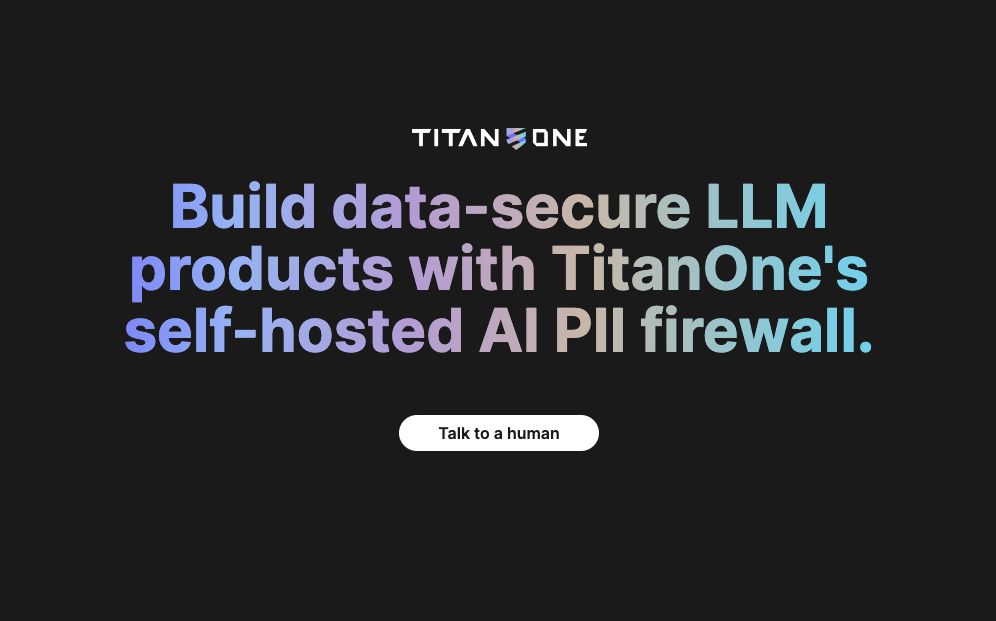 TITAN ONE
Build data-secure LLM
products with TitanOne's
self-hosted AI PII firewall.
Talk to a human